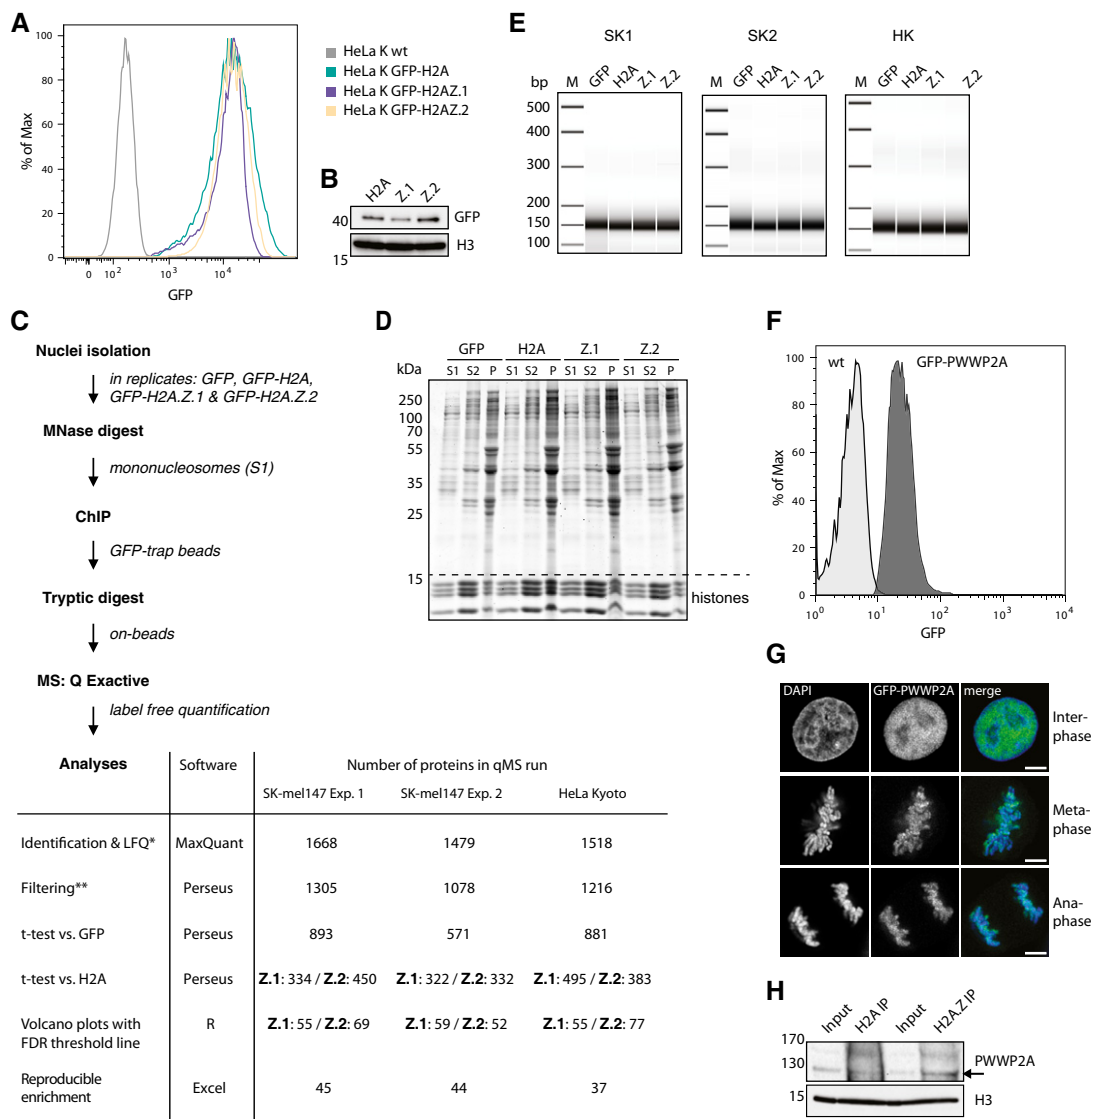 A
% of Max
100
80
60
40
20
0
0 10² 10³ 10⁴
GFP
HeLa K wt
HeLa K GFP-H2A
HeLa K GFP-H2AZ.1
HeLa K GFP-H2AZ.2
B
H2A Z.1 Z.2
40
GFP
H3
15
E
SK1 SK2 HK
bp M GFP H2A Z.1 Z.2 M GFP H2A Z.1 Z.2 M GFP H2A Z.1 Z.2
500
400
300
200
150
100
C
Nuclei isolation
in replicates: GFP, GFP-H2A,
GFP-H2A.Z.1 & GFP-H2A.Z.2
MNase digest
mononucleosomes (S1)
ChIP
GFP-trap beads
Tryptic digest
on-beads
MS: Q Exactive
label free quantification
Analyses Software Number of proteins in qMS run
SK-mel147 Exp. 1 SK-mel147 Exp. 2 HeLa Kyoto
Identification & LFQ* MaxQuant 1668 1479 1518
Filtering** Perseus 1305 1078 1216
t-test vs. GFP Perseus 893 571 881
t-test vs. H2A Perseus Z.1: 334 / Z.2: 450 Z.1: 322 / Z.2: 332 Z.1: 495 / Z.2: 383
Volcano plots with
FDR threshold line R Z.1: 55 / Z.2: 69 Z.1: 59 / Z.2: 52 Z.1: 55 / Z.2: 77
Reproducible
enrichment Excel 45 44 37
D
GFP H2A Z.1 Z.2
kDa S1 S2 P S1 S2 P S1 S2 P S1 S2 P
250
100
70
55
35
25
15
histones
F
wt GFP-PWWP2A
% of Max
100
80
60
40
20
0
10⁰ 10¹ 10² 10³ 10⁴
GFP
G
DAPI GFP-PWWP2A merge
Inter-
phase
Meta-
phase
Ana-
phase
H
Input H2A IP Input H2A.Z IP
170
130
PWWP2A
15
H3